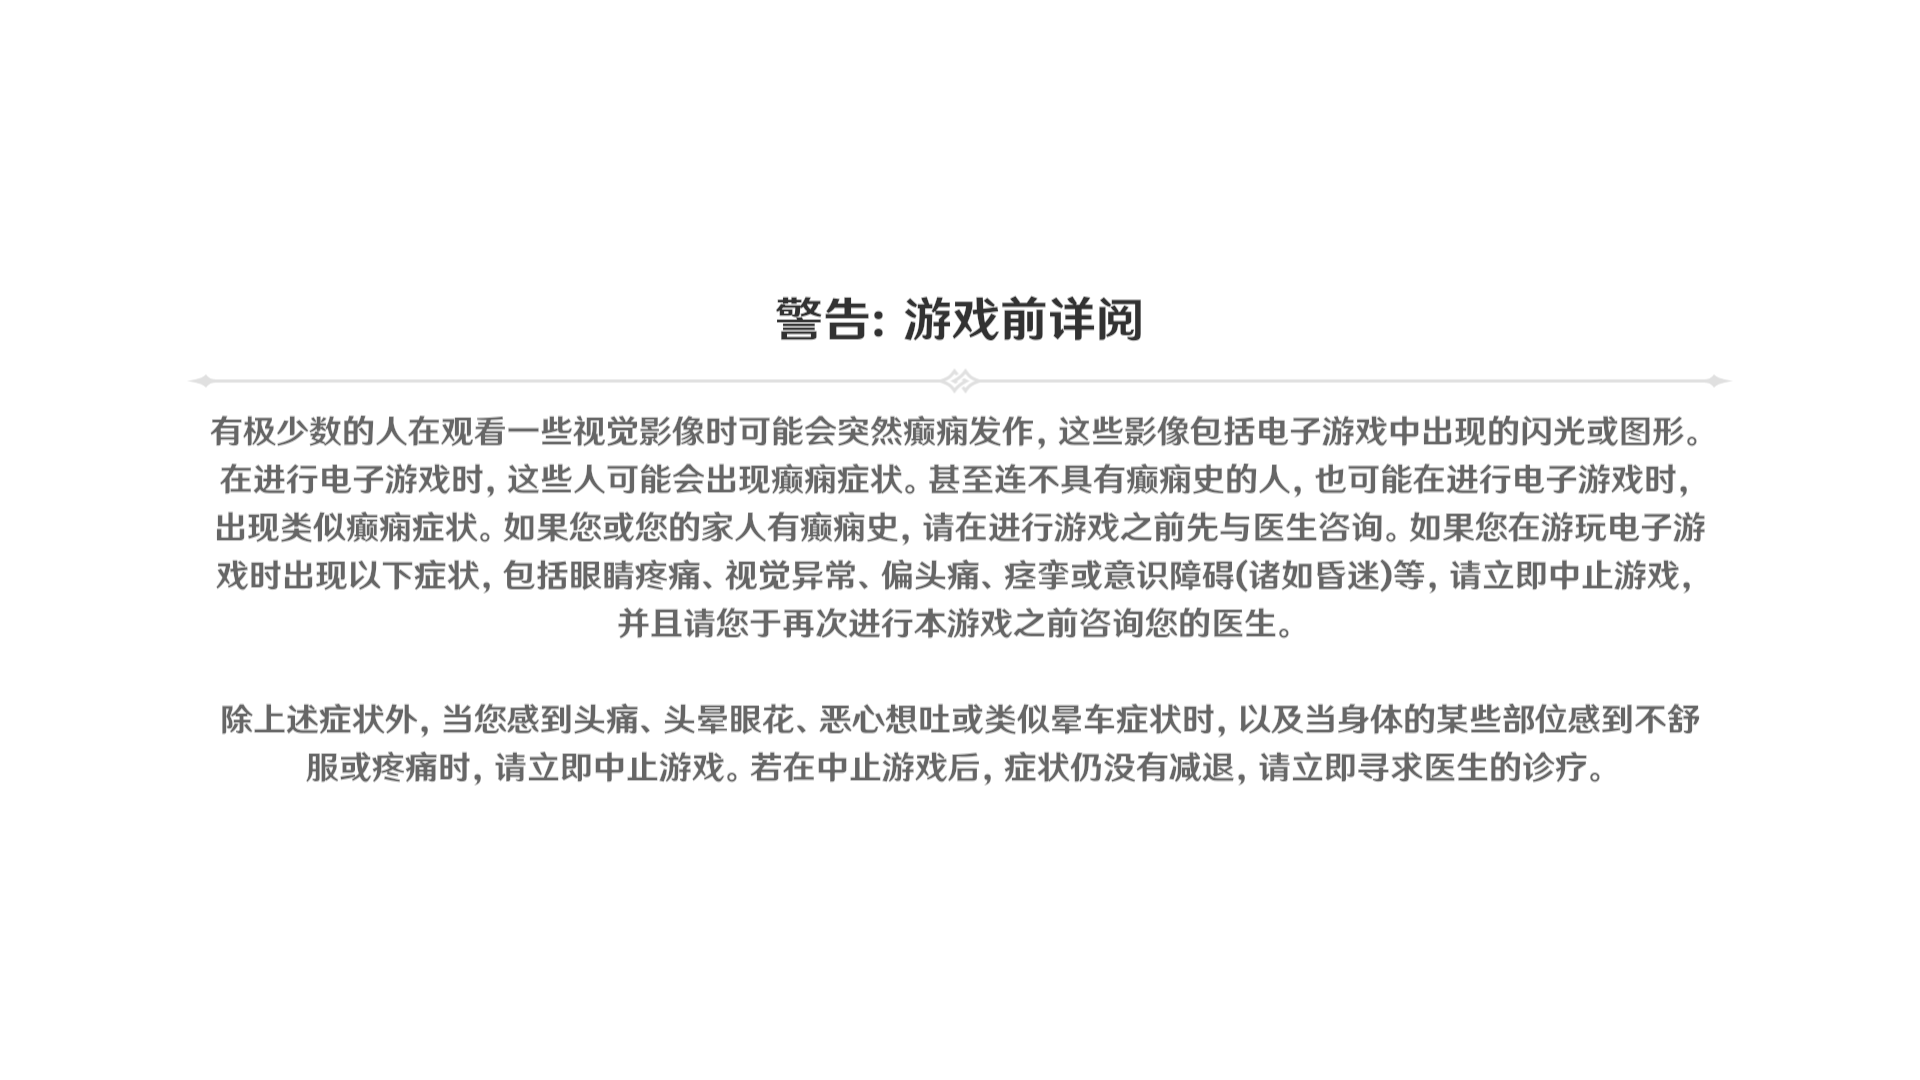 警告: 游戏前详阅
有极少数的人在观看一些视觉影像时可能会突然癫痫发作, 这些影像包括电子游戏中出现的闪光或图形。
在进行电子游戏时, 这些人可能会出现癫痫症状。甚至连不具有癫痫史的人, 也可能在进行电子游戏时,
出现类似癫痫症状。如果您或您的家人有癫痫史, 请在进行游戏之前先与医生咨询。如果您在游玩电子游
戏时出现以下症状, 包括眼睛疼痛、视觉异常、偏头痛、痉挛或意识障碍(诸如昏迷)等, 请立即中止游戏,
并且请您于再次进行本游戏之前咨询您的医生。
除上述症状外, 当您感到头痛、头晕眼花、恶心想吐或类似晕车症状时, 以及当身体的某些部位感到不舒
服或疼痛时, 请立即中止游戏。若在中止游戏后, 症状仍没有减退, 请立即寻求医生的诊疗。